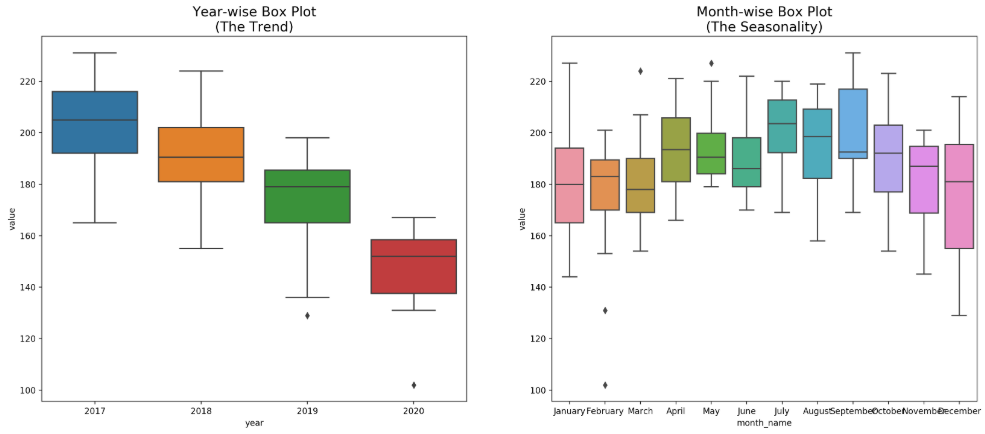 Year-wise Box Plot
(The Trend)
value
220
200
180
160
140
120
100
2017 2018 2019 2020
year
Month-wise Box Plot
(The Seasonality)
value
220
200
180
160
140
120
100
January February March April May June July August September October November December
month_name